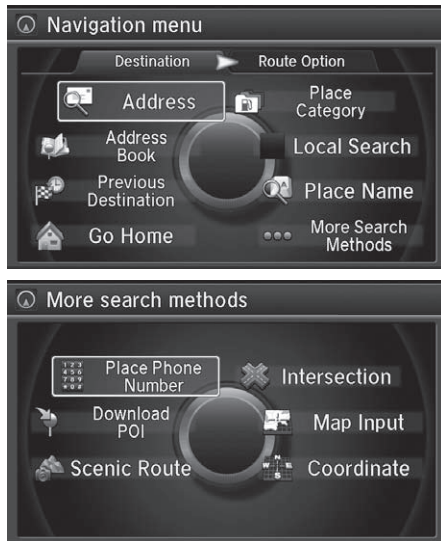 Navigation menu
Destination
Route Option
Address
Place
Category
Address
Book
Local Search
Previous
Destination
Place Name
Go Home
More Search
Methods
More search methods
Place Phone
Number
Intersection
Download
POI
Map Input
Scenic Route
Coordinate